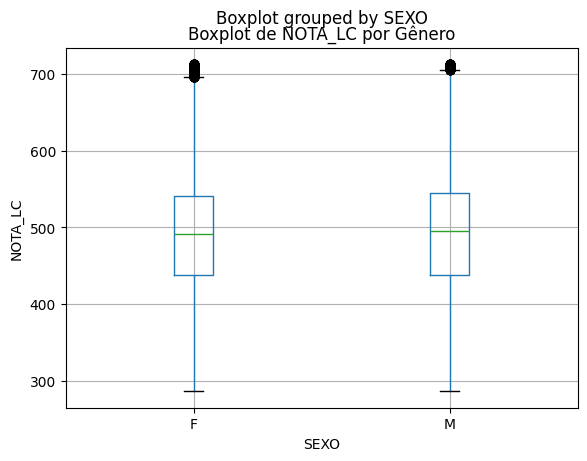 Boxplot grouped by SEXO
Boxplot de NOTA_LC por Gênero
700
600
500
400
300
NOTA_LC
F
M
SEXO